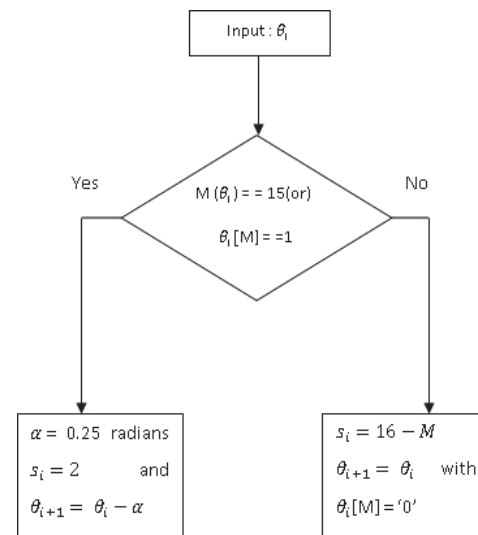 Input: θᵢ
Yes
No
M (θᵢ) = = 15(or)
θᵢ [M] = =1
α = 0.25 radians
sᵢ = 2 and
θᵢ₊₁ = θᵢ − α
sᵢ = 16 − M
θᵢ₊₁ = θᵢ with
θᵢ[M] = ‘0’